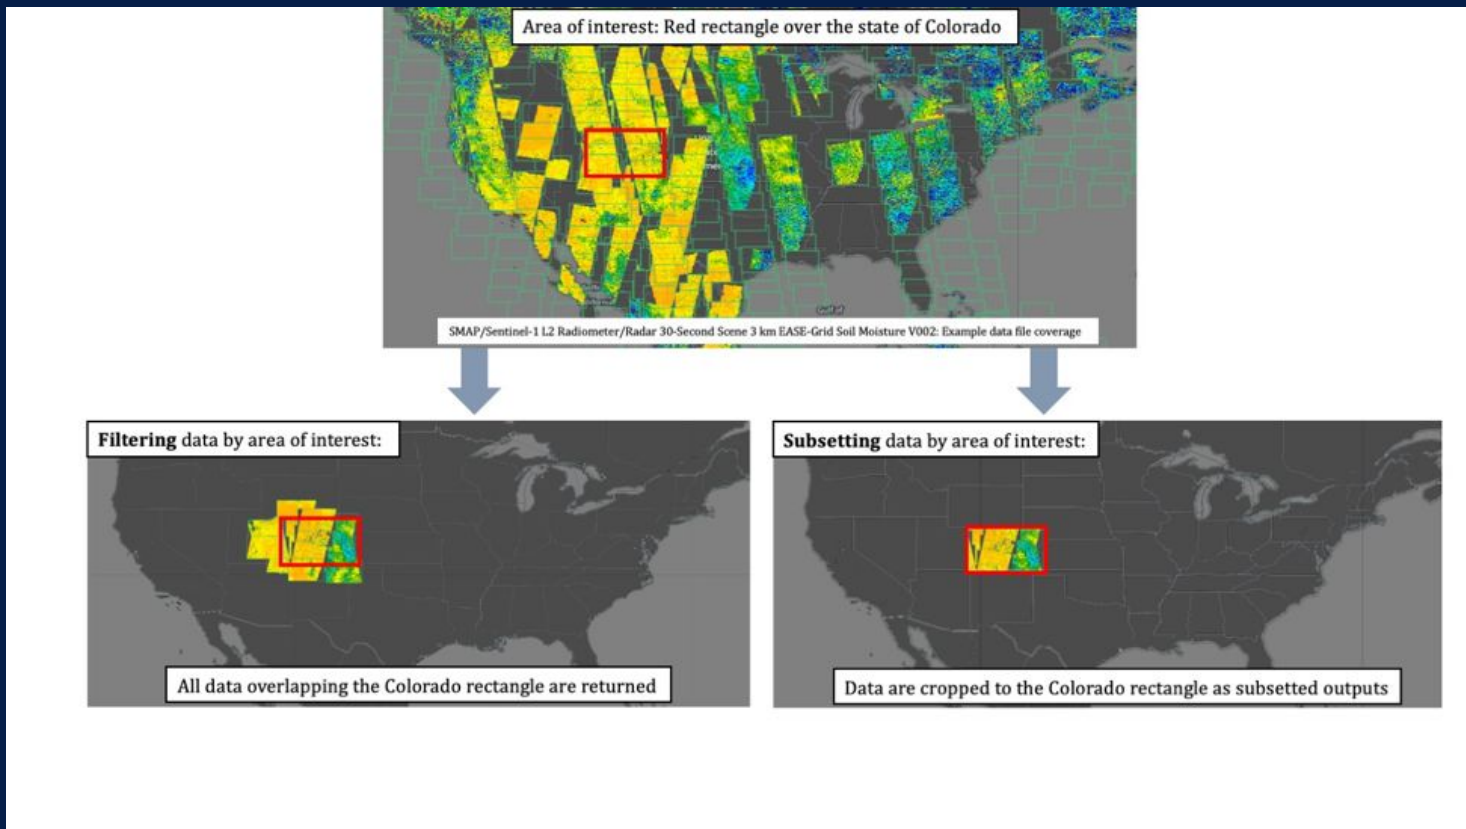 Area of interest: Red rectangle over the state of Colorado
SMAP/Sentinel-1 L2 Radiometer/Radar 30-Second Scene 3 km EASE-Grid Soil Moisture V002: Example data file coverage
Filtering data by area of interest:
Subsetting data by area of interest:
All data overlapping the Colorado rectangle are returned
Data are cropped to the Colorado rectangle as subsetted outputs